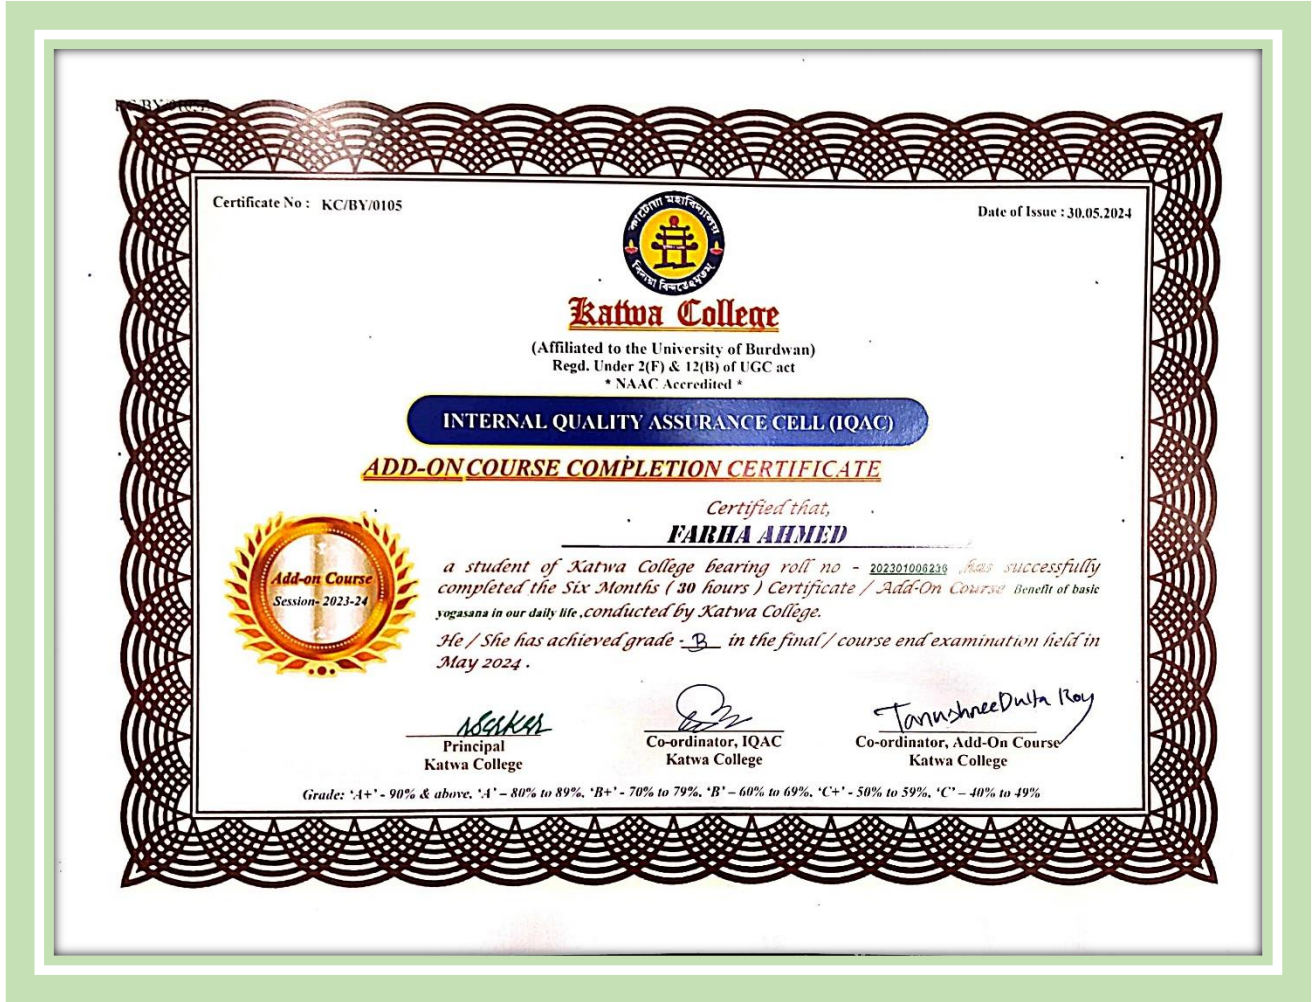 Certificate No : KC/BY/0105
Date of Issue : 30.05.2024
কাটোয়া মহাবিদ্যালয়
Katwa College
(Affiliated to the University of Burdwan)
Regd. Under 2(F) & 12(B) of UGC act
* NAAC Accredited *
INTERNAL QUALITY ASSURANCE CELL (IQAC)
ADD-ON COURSE COMPLETION CERTIFICATE
Certified that,
FARHA AHMED
a student of Katwa College bearing roll no - 202301006236 ,has successfully
completed the Six Months ( 30 hours ) Certificate / Add-On Course Benefit of basic
yogasana in our daily life ,conducted by Katwa College.
He / She has achieved grade - B in the final / course end examination held in
May 2024 .
Add-on Course
Session- 2023-24
Tanushree Dutta Roy
Principal
Katwa College
Co-ordinator, IQAC
Katwa College
Co-ordinator, Add-On Course
Katwa College
Grade: 'A+' - 90% & above, 'A' – 80% to 89%, 'B+' - 70% to 79%, 'B' – 60% to 69%, 'C+' - 50% to 59%, 'C' – 40% to 49%